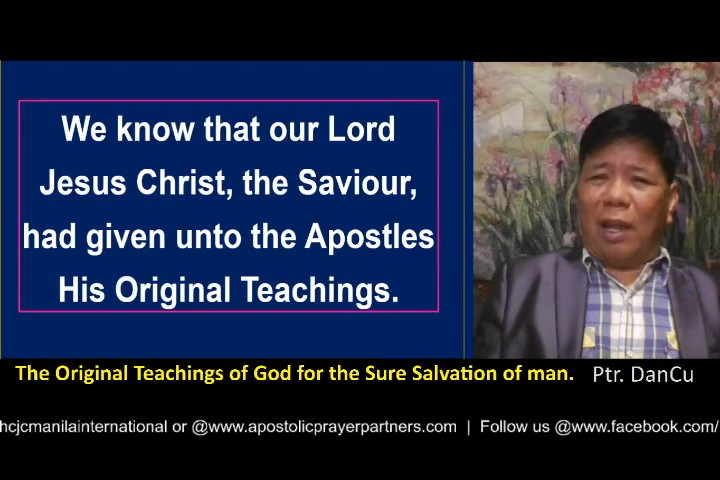 We know that our Lord
Jesus Christ, the Saviour,
had given unto the Apostles
His Original Teachings.
The Original Teachings of God for the Sure Salvation of man. Ptr. DanCu
hcjcmanilainternational or @www.apostolicprayerpartners.com | Follow us @www.facebook.com/